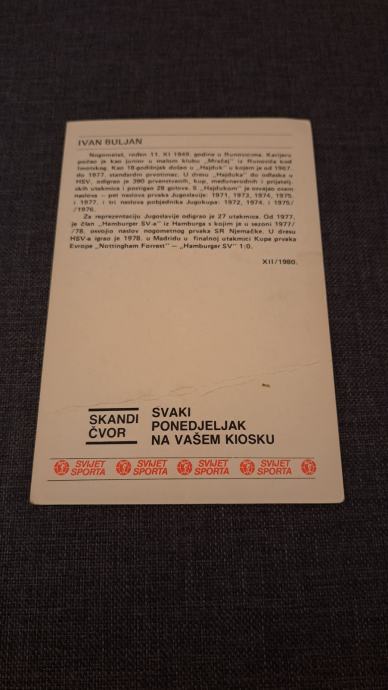 IVAN BULJAN
Nogometaš, rođen 11. XI 1949. godine u Runovićima. Karijeru
počeo je kao junior u malom klubu „Mračaj" iz Runovića kod
Imotskog. Kao 18-godišnjak došao u „Hajduk" u kojem je od 1967.
do 1977. standardno prvotimac. U dresu „Hajduka" do odlaska u
HSV, odigrao je 390 prvenstvenih, kup, međunarodnih i prijatelj-
skih utakmica i postigao 28 golova. S „Hajdukom" je osvojio osam
naslova — pet naslova prvaka Jugoslavije: 1971, 1973, 1974, 1975.
i 1977. i tri naslova pobjednika Jugokupa: 1972, 1974. i 1975/
/1976.
Za reprezentaciju Jugoslavije odigrao je 27 utakmica. Od 1977.
je član „Hamburger SV-a" iz Hamburga s kojim je u sezoni 1977/
/78. osvojio naslov nogometnog prvaka SR Njemačke. U dresu
HSV-a igrao je 1978. u Madridu u finalnoj utakmici Kupa prvaka
Evrope „Nottingham Forrest" — „Hamburger SV" 1:0.
XII/1980.
SKANDI SVAKI
ČVOR PONEDJELJAK
NA VAŠEM KIOSKU
SVIJET SPORTA SVIJET SPORTA SVIJET SPORTA SVIJET SPORTA